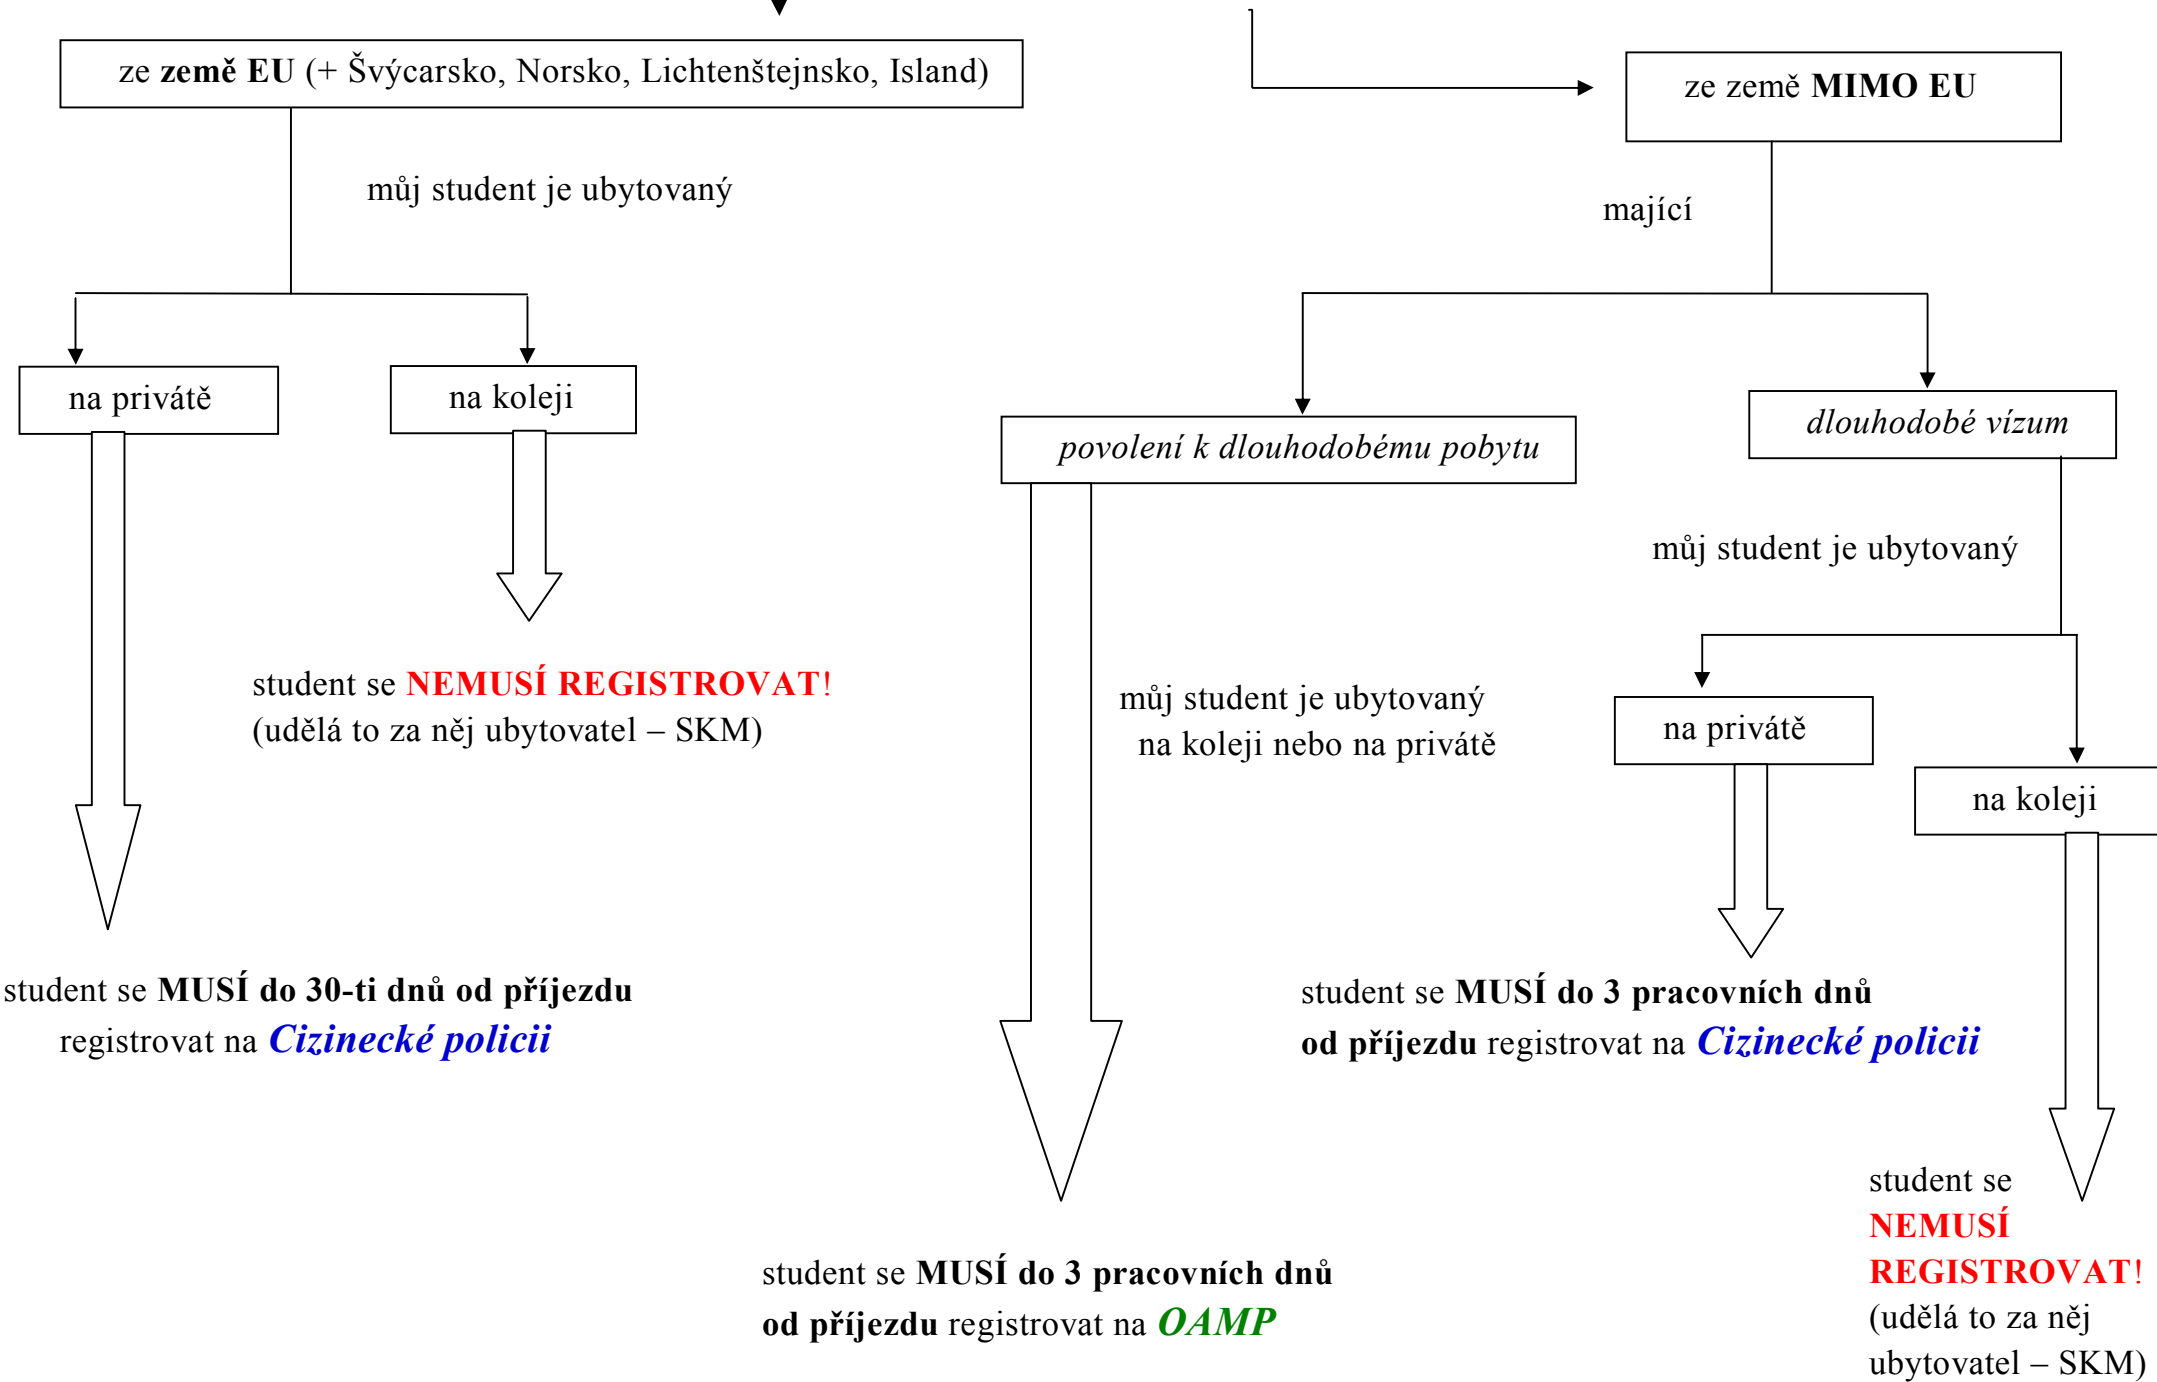 ze země EU (+ Švýcarsko, Norsko, Lichtenštejnsko, Island)
ze země MIMO EU
můj student je ubytovaný
mající
na privátě
na koleji
povolení k dlouhodobému pobytu
dlouhodobé vízum
můj student je ubytovaný
student se NEMUSÍ REGISTROVAT!
(udělá to za něj ubytovatel – SKM)
můj student je ubytovaný
na koleji nebo na privátě
na privátě
na koleji
student se MUSÍ do 30-ti dnů od příjezdu
registrovat na Cizinecké policii
student se MUSÍ do 3 pracovních dnů
od příjezdu registrovat na Cizinecké policii
student se
NEMUSÍ
REGISTROVAT!
(udělá to za něj
ubytovatel – SKM)
student se MUSÍ do 3 pracovních dnů
od příjezdu registrovat na OAMP